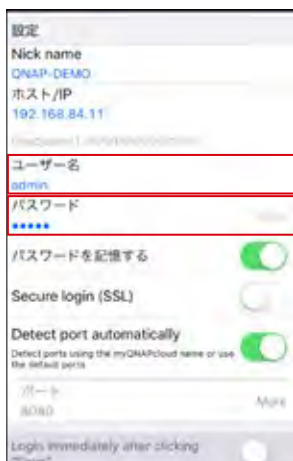 設定
Nick name
QNAP-DEMO
ホスト/IP
192.168.84.11
ユーザー名
admin
パスワード
•••••
パスワードを記憶する
Secure login (SSL)
Detect port automatically
Detect ports using the myQNAPcloud name or use
the default ports
ポート
8080
More
Login immediately after clicking